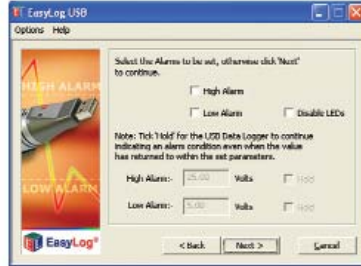 EasyLog USB
Options Help
Select the Alarms to be set, otherwise click 'Next'
to continue.
HIGH ALARM
High Alarm
Low Alarm
Disable LEDs
Note: Tick 'Hold' for the USB Data Logger to continue
indicating an alarm condition even when the value
has returned to within the set parameters.
High Alarm:- 25.00 Volts Hold
LOW ALARM
Low Alarm:- 5.00 Volts Hold
EasyLog®
< Back Next > Cancel